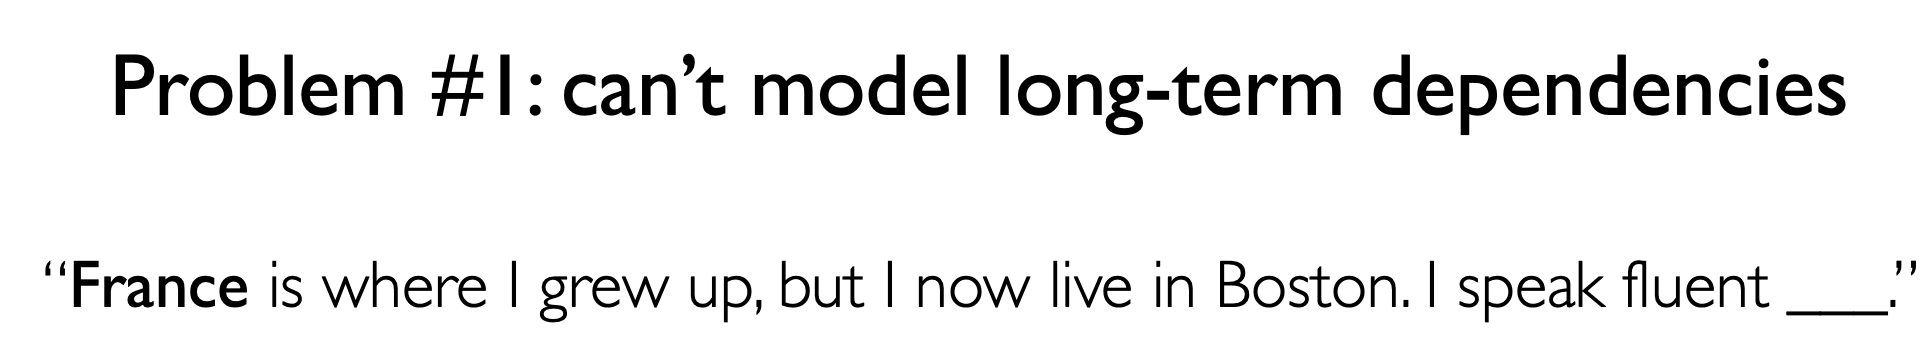 Problem #1: can’t model long-term dependencies
“France is where I grew up, but I now live in Boston. I speak fluent ___.”